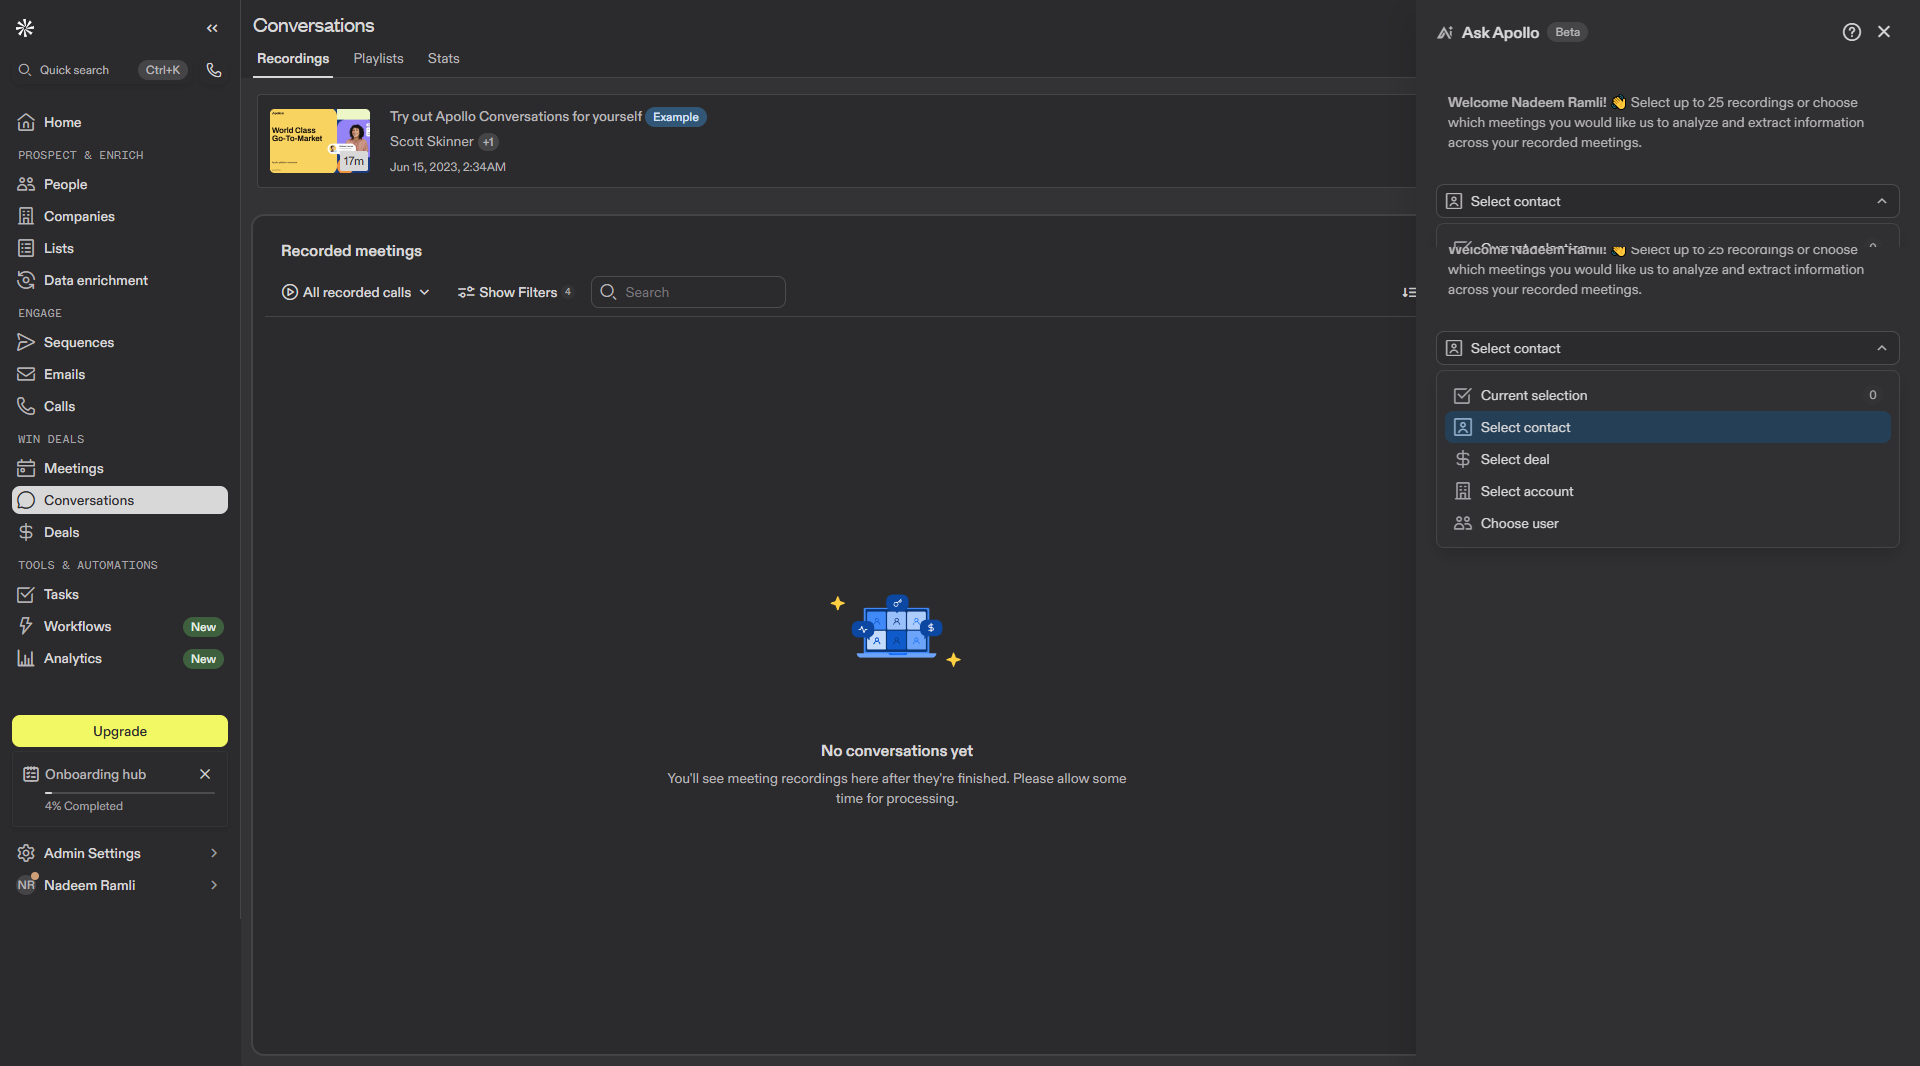 Quick search
Ctrl+K
Home
PROSPECT & ENRICH
People
Companies
Lists
Data enrichment
ENGAGE
Sequences
Emails
Calls
WIN DEALS
Meetings
Conversations
Deals
TOOLS & AUTOMATIONS
Tasks
Workflows New
Analytics New
Upgrade
Onboarding hub
4% Completed
Admin Settings
NR Nadeem Ramli
Conversations
Recordings Playlists Stats
World Class
Go-To-Market
17m
Try out Apollo Conversations for yourself Example
Scott Skinner +1
Jun 15, 2023, 2:34AM
Recorded meetings
All recorded calls Show Filters 4 Search
No conversations yet
You'll see meeting recordings here after they're finished. Please allow some
time for processing.
Ask Apollo Beta
Welcome Nadeem Ramli! 👋 Select up to 25 recordings or choose
which meetings you would like us to analyze and extract information
across your recorded meetings.
Select contact
Welcome Nadeem Ramli! 👋 Select up to 25 recordings or choose
which meetings you would like us to analyze and extract information
across your recorded meetings.
Select contact
Current selection 0
Select contact
Select deal
Select account
Choose user